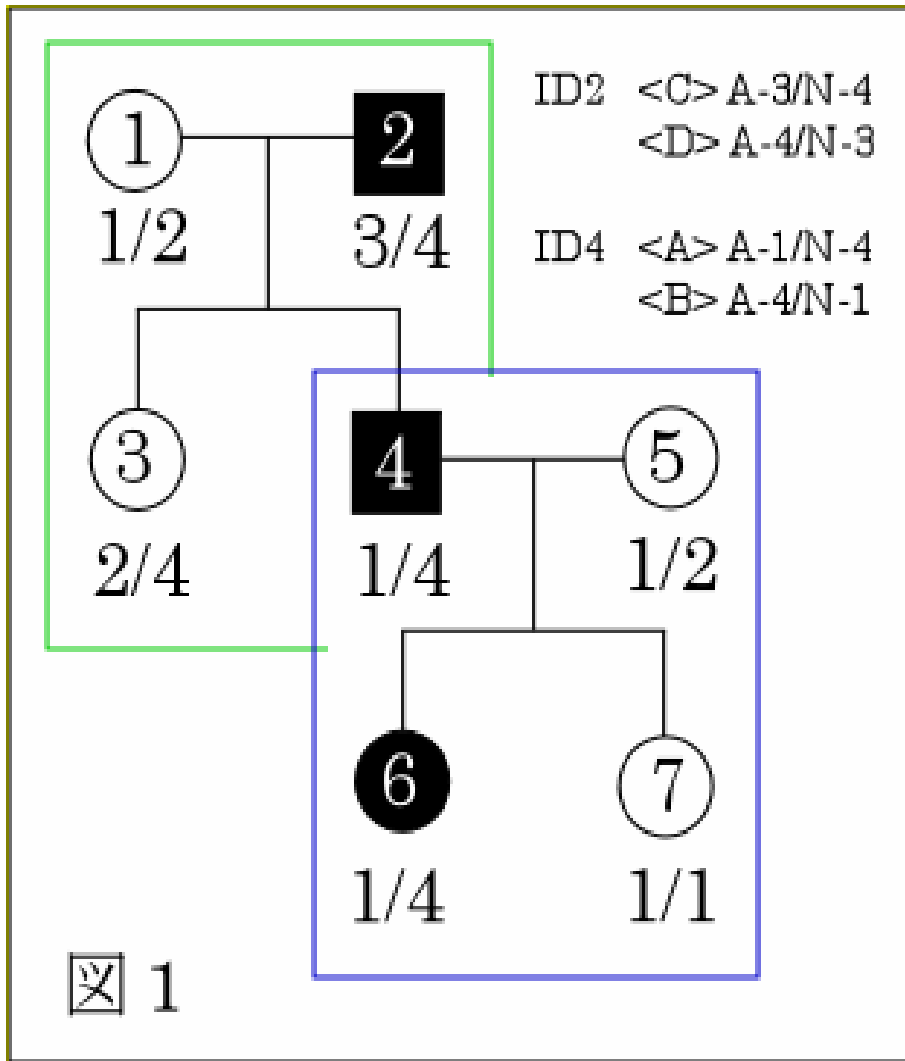 ID2 <C> A-3/N-4
<D> A-4/N-3
ID4 <A> A-1/N-4
<B> A-4/N-1
1 2
1/2 3/4
3 4 5
2/4 1/4 1/2
6 7
1/4 1/1
図 1